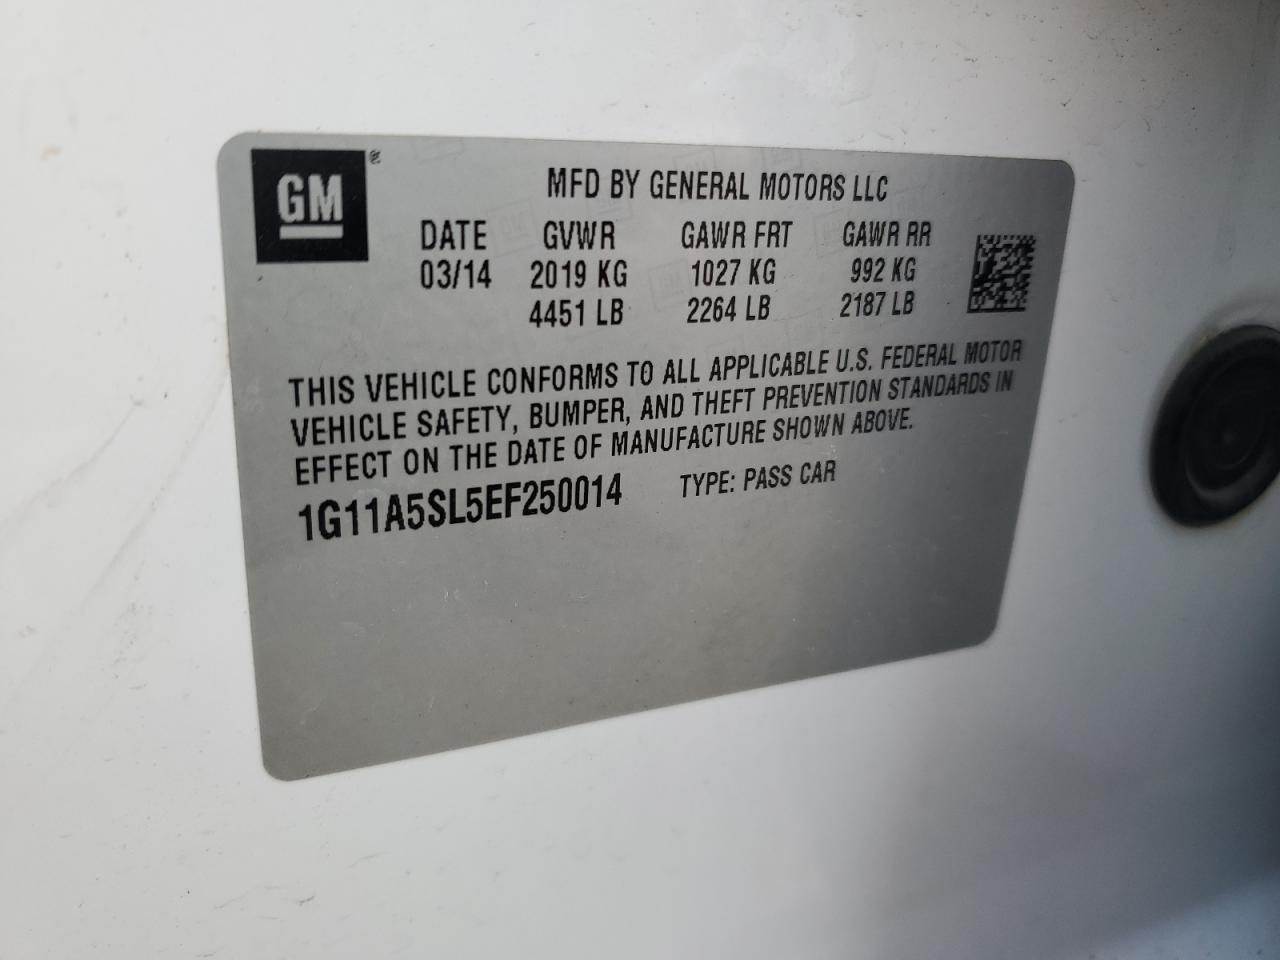 GM
MFD BY GENERAL MOTORS LLC
DATE GVWR GAWR FRT GAWR RR
03/14 2019 KG 1027 KG 992 KG
4451 LB 2264 LB 2187 LB
THIS VEHICLE CONFORMS TO ALL APPLICABLE U.S. FEDERAL MOTOR
VEHICLE SAFETY, BUMPER, AND THEFT PREVENTION STANDARDS IN
EFFECT ON THE DATE OF MANUFACTURE SHOWN ABOVE.
1G11A5SL5EF250014 TYPE: PASS CAR